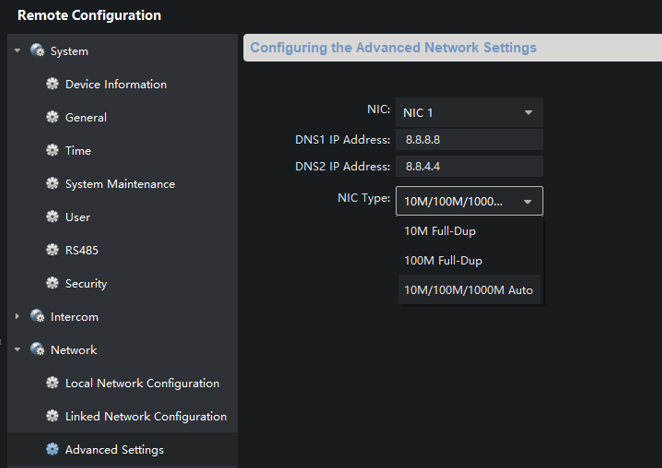 Remote Configuration
System
Device Information
General
Time
System Maintenance
User
RS485
Security
Intercom
Network
Local Network Configuration
Linked Network Configuration
Advanced Settings
Configuring the Advanced Network Settings
NIC: NIC 1
DNS1 IP Address: 8.8.8.8
DNS2 IP Address: 8.8.4.4
NIC Type: 10M/100M/1000...
10M Full-Dup
100M Full-Dup
10M/100M/1000M Auto